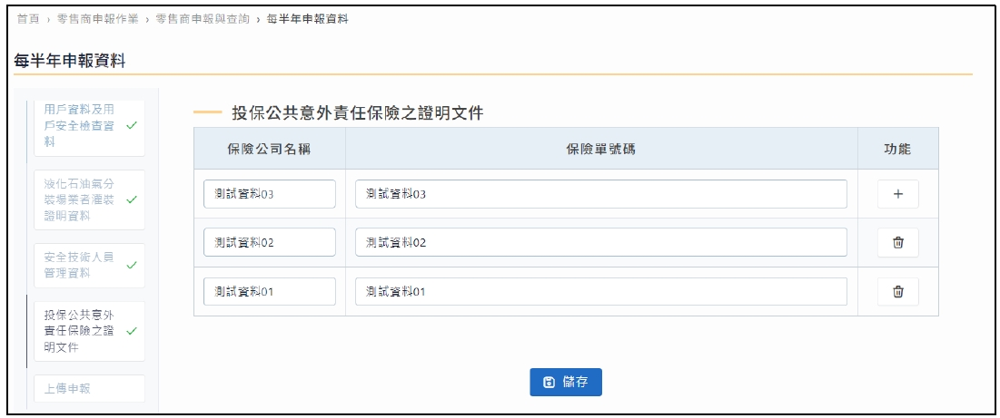 首頁 › 零售商申報作業 › 零售商申報與查詢 › 每半年申報資料
每半年申報資料
用戶資料及用
戶安全檢查資
料
液化石油氣分
裝場業者灌裝
證明資料
安全技術人員
管理資料
投保公共意外
責任保險之證
明文件
上傳申報
投保公共意外責任保險之證明文件
保險公司名稱 保險單號碼 功能
測試資料03 測試資料03 +
測試資料02 測試資料02
測試資料01 測試資料01
儲存